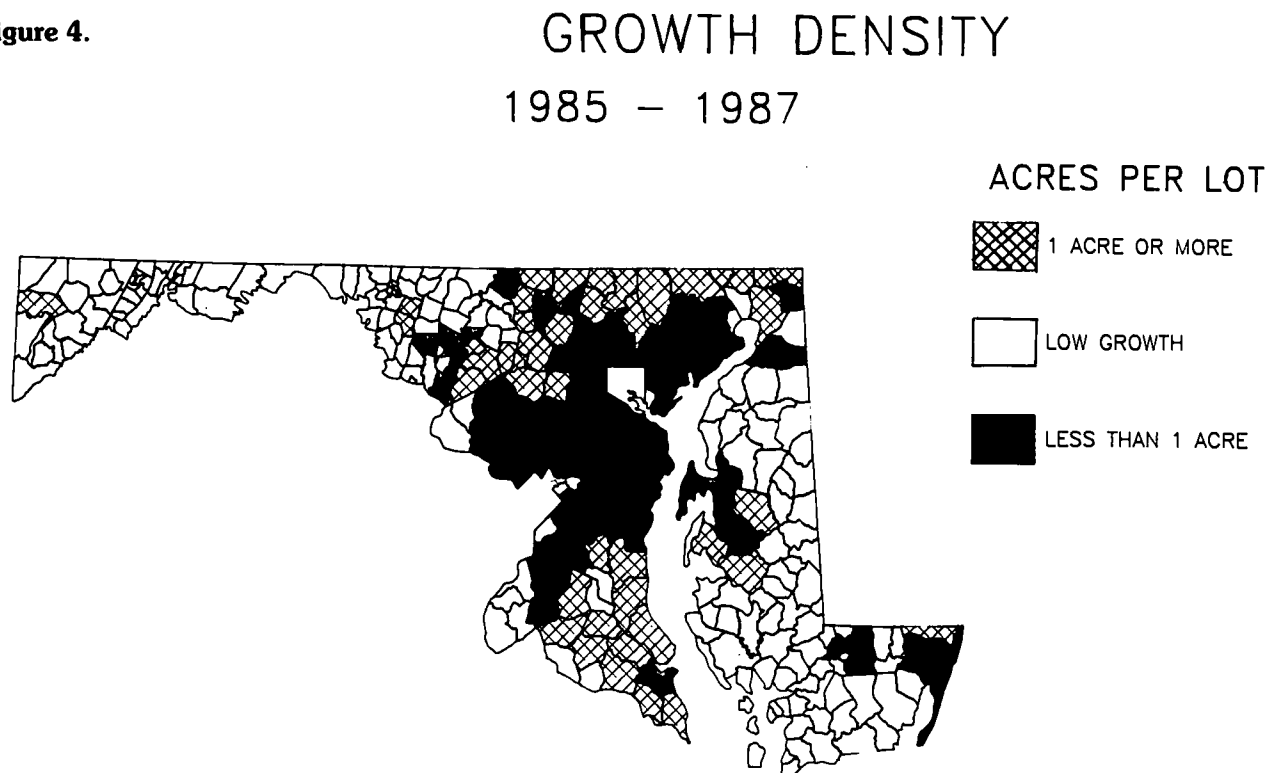 igure 4.
GROWTH DENSITY
1985 – 1987
ACRES PER LOT
1 ACRE OR MORE
LOW GROWTH
LESS THAN 1 ACRE